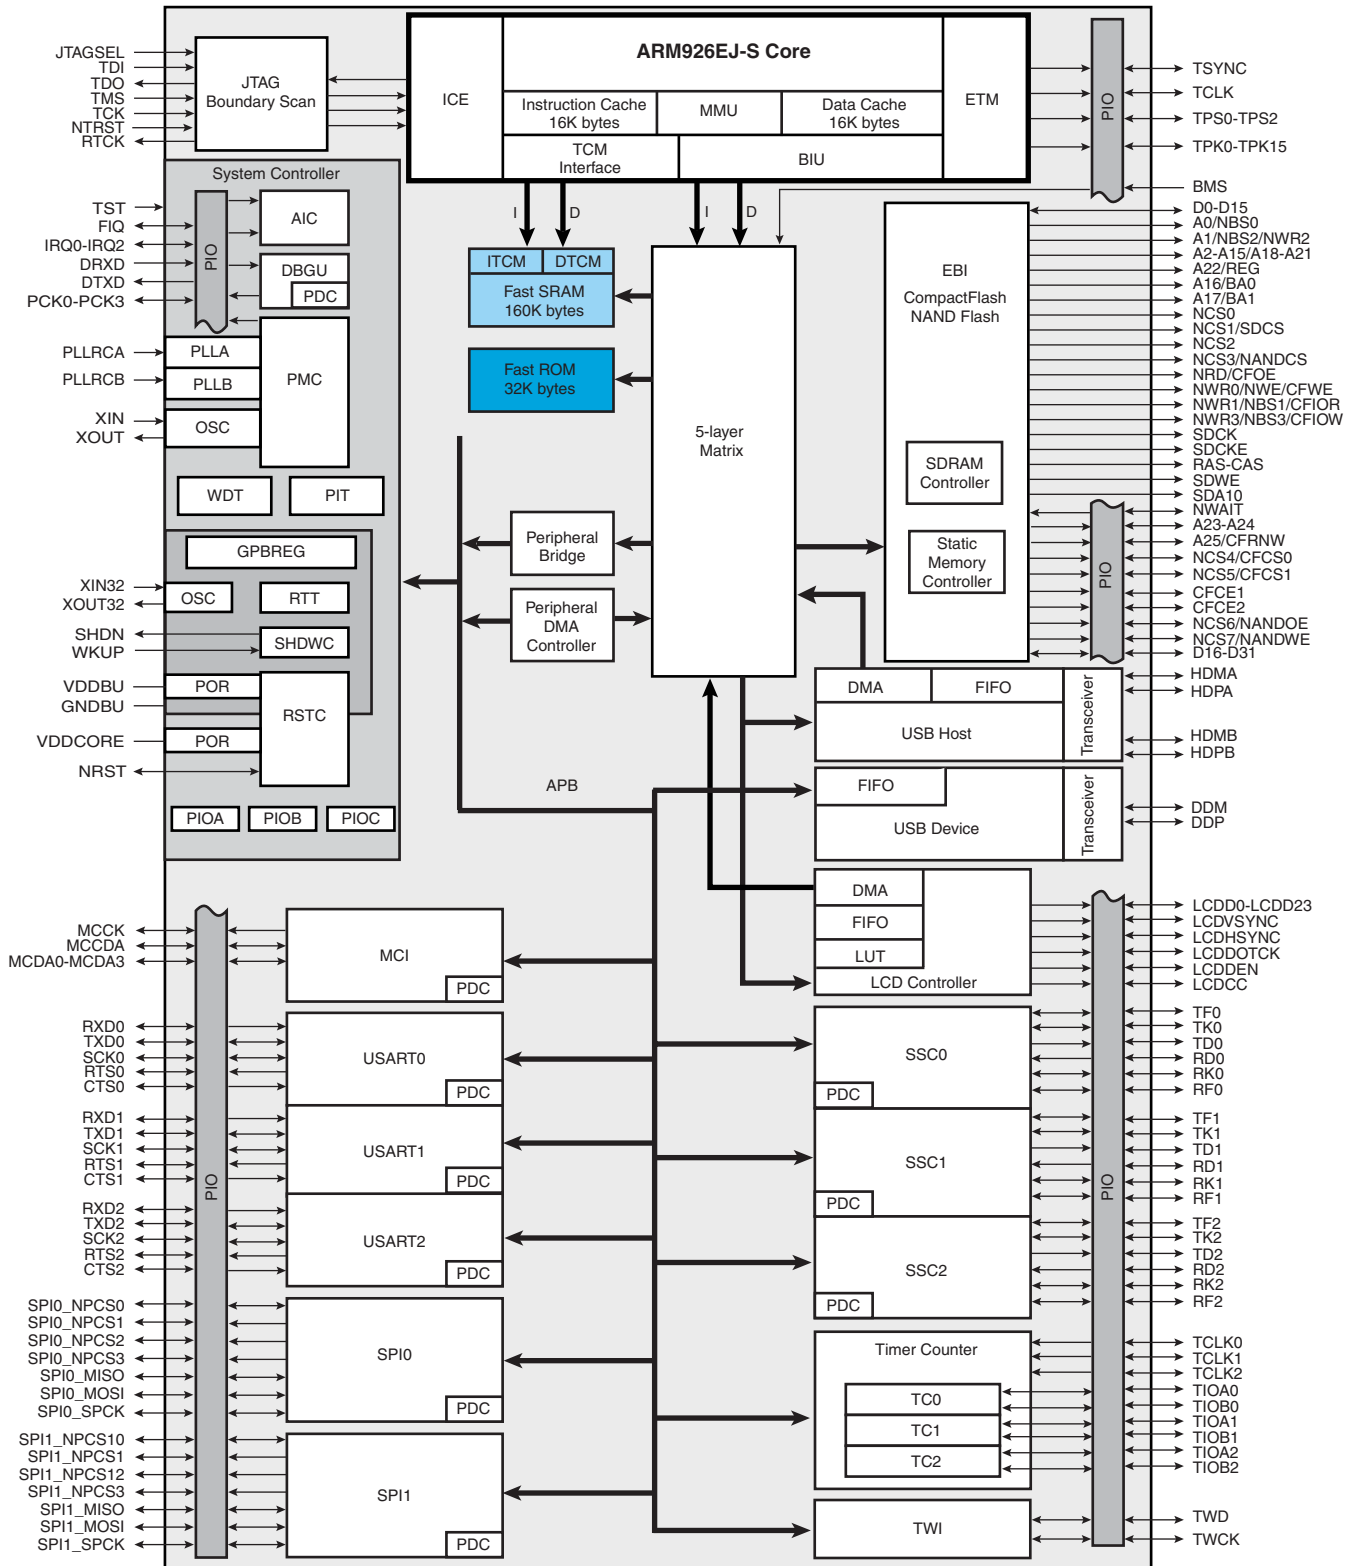 JTAGSEL
TDI
TDO
TMS
TCK
NTRST
RTCK
JTAG
Boundary Scan
ICE
ARM926EJ-S Core
Instruction Cache
16K bytes
MMU
Data Cache
16K bytes
TCM
Interface
BIU
ETM
PIO
TSYNC
TCLK
TPS0-TPS2
TPK0-TPK15
BMS
System Controller
TST
FIQ
IRQ0-IRQ2
DRXD
DTXD
PCK0-PCK3
PIO
AIC
DBGU
PDC
PLLRCA
PLLRCB
XIN
XOUT
PLLA
PLLB
OSC
PMC
WDT
PIT
GPBREG
XIN32
XOUT32
OSC
RTT
SHDN
WKUP
SHDWC
VDDBU
GNDBU
POR
RSTC
VDDCORE
POR
NRST
PIOA
PIOB
PIOC
I
D
I
D
ITCM
DTCM
Fast SRAM
160K bytes
Fast ROM
32K bytes
5-layer
Matrix
Peripheral
Bridge
Peripheral
DMA
Controller
APB
EBI
CompactFlash
NAND Flash
SDRAM
Controller
Static
Memory
Controller
D0-D15
A0/NBS0
A1/NBS2/NWR2
A2-A15/A18-A21
A22/REG
A16/BA0
A17/BA1
NCS0
NCS1/SDCS
NCS2
NCS3/NANDCS
NRD/CFOE
NWR0/NWE/CFWE
NWR1/NBS1/CFIOR
NWR3/NBS3/CFIOW
SDCK
SDCKE
RAS-CAS
SDWE
SDA10
PIO
NWAIT
A23-A24
A25/CFRNW
NCS4/CFCS0
NCS5/CFCS1
CFCE1
CFCE2
NCS6/NANDOE
NCS7/NANDWE
D16-D31
DMA
FIFO
USB Host
Transceiver
HDMA
HDPA
HDMB
HDPB
FIFO
USB Device
Transceiver
DDM
DDP
DMA
FIFO
LUT
LCD Controller
LCDD0-LCDD23
LCDVSYNC
LCDHSYNC
LCDDOTCK
LCDDEN
LCDCC
MCCK
MCCDA
MCDA0-MCDA3
MCI
PDC
RXD0
TXD0
SCK0
RTS0
CTS0
USART0
PDC
RXD1
TXD1
SCK1
RTS1
CTS1
PIO
USART1
PDC
RXD2
TXD2
SCK2
RTS2
CTS2
USART2
PDC
SPI0_NPCS0
SPI0_NPCS1
SPI0_NPCS2
SPI0_NPCS3
SPI0_MISO
SPI0_MOSI
SPI0_SPCK
SPI0
PDC
SPI1_NPCS10
SPI1_NPCS1
SPI1_NPCS12
SPI1_NPCS3
SPI1_MISO
SPI1_MOSI
SPI1_SPCK
SPI1
PDC
SSC0
PDC
TF0
TK0
TD0
RD0
RK0
RF0
SSC1
PDC
PIO
TF1
TK1
TD1
RD1
RK1
RF1
SSC2
PDC
TF2
TK2
TD2
RD2
RK2
RF2
Timer Counter
TC0
TC1
TC2
TCLK0
TCLK1
TCLK2
TIOA0
TIOB0
TIOA1
TIOB1
TIOA2
TIOB2
TWI
TWD
TWCK